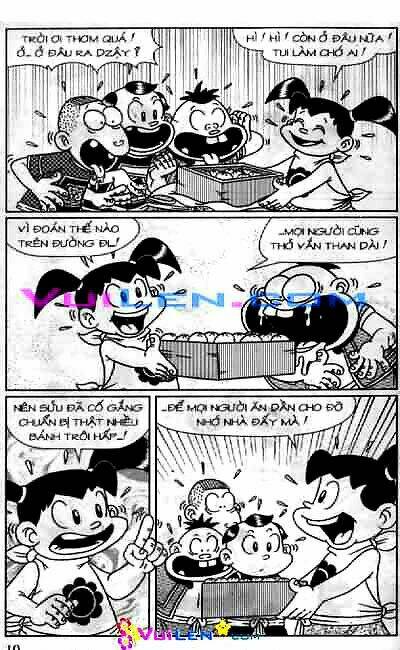 TRỜI ƠI THƠM QUÁ!
Ở.. Ở ĐÂU RA DZẬY?
HÌ! HÌ! CÒN Ở ĐÂU NỮA!
TUI LÀM CHỚ AI!
VÌ ĐOÁN THẾ NÀO
TRÊN ĐƯỜNG ĐI..!
..MỌI NGƯỜI CŨNG
THỞ VẮN THAN DÀI!
VUILEN.COM
NÊN SỬU ĐÃ CỐ GẮNG
CHUẨN BỊ THẬT NHIỀU
BÁNH TRÔI HẤP..!
..ĐỂ MỌI NGƯỜI ĂN DẦN CHO ĐỠ
NHỚ NHÀ ĐẤY MÀ!
10
VUILEN.COM